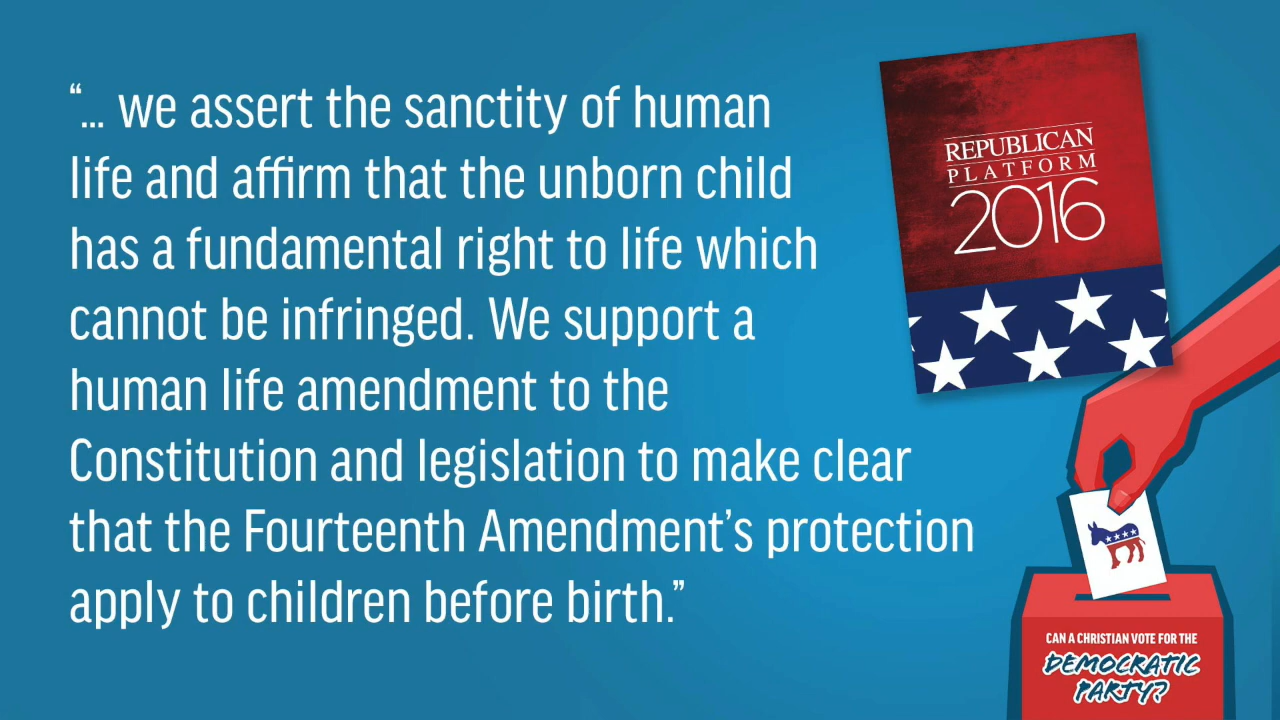 “... we assert the sanctity of human
life and affirm that the unborn child
has a fundamental right to life which
cannot be infringed. We support a
human life amendment to the
Constitution and legislation to make clear
that the Fourteenth Amendment’s protection
apply to children before birth.”
REPUBLICAN
PLATFORM
2016
CAN A CHRISTIAN VOTE FOR THE
DEMOCRATIC
PARTY?